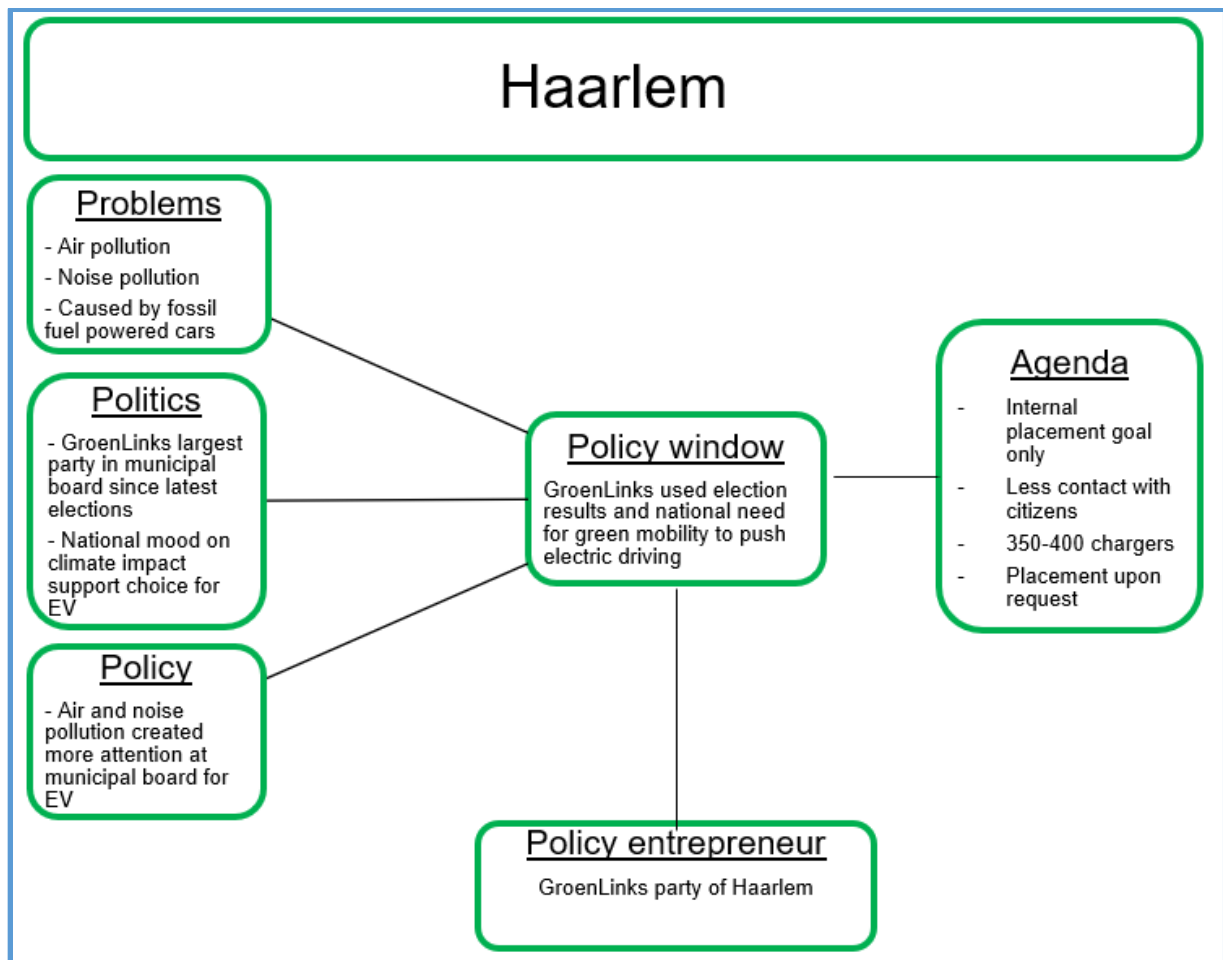 Haarlem
Problems
- Air pollution
- Noise pollution
- Caused by fossil
fuel powered cars
Politics
- GroenLinks largest
party in municipal
board since latest
elections
- National mood on
climate impact
support choice for
EV
Policy
- Air and noise
pollution created
more attention at
municipal board for
EV
Policy window
GroenLinks used election
results and national need
for green mobility to push
electric driving
Policy entrepreneur
GroenLinks party of Haarlem
Agenda
- Internal
placement goal
only
- Less contact with
citizens
- 350-400 chargers
- Placement upon
request